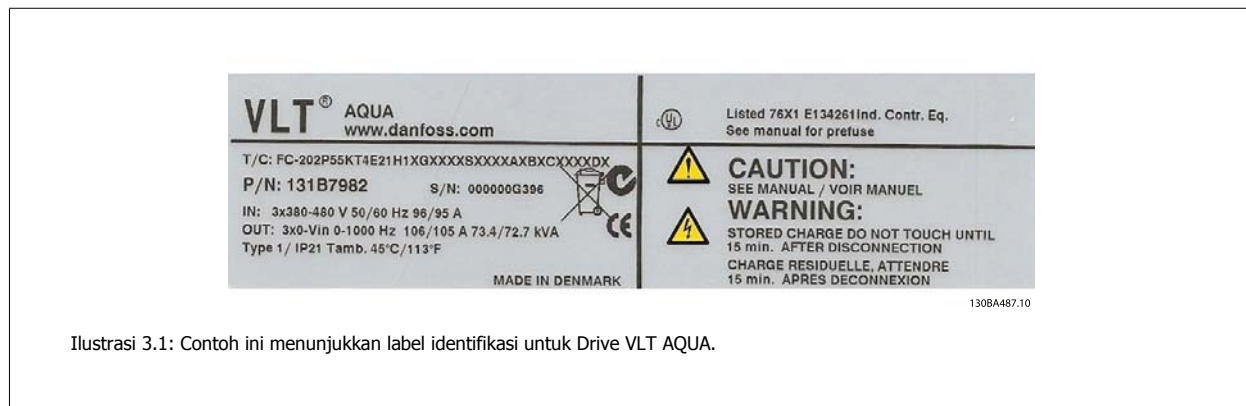 VLT® AQUA
www.danfoss.com
T/C: FC-202P55KT4E21H1XGXXXXSXXXXAXBXCXXXXDX
P/N: 131B7982 S/N: 000000G396
IN: 3x380-480 V 50/60 Hz 96/95 A
OUT: 3x0-Vin 0-1000 Hz 106/105 A 73.4/72.7 kVA
Type 1/ IP21 Tamb. 45°C/113°F
CE
MADE IN DENMARK
c UL Listed 76X1 E134261Ind. Contr. Eq.
See manual for prefuse
CAUTION:
SEE MANUAL / VOIR MANUEL
WARNING:
STORED CHARGE DO NOT TOUCH UNTIL
15 min. AFTER DISCONNECTION
CHARGE RESIDUELLE, ATTENDRE
15 min. APRES DECONNEXION
130BA487.10
Ilustrasi 3.1: Contoh ini menunjukkan label identifikasi untuk Drive VLT AQUA.